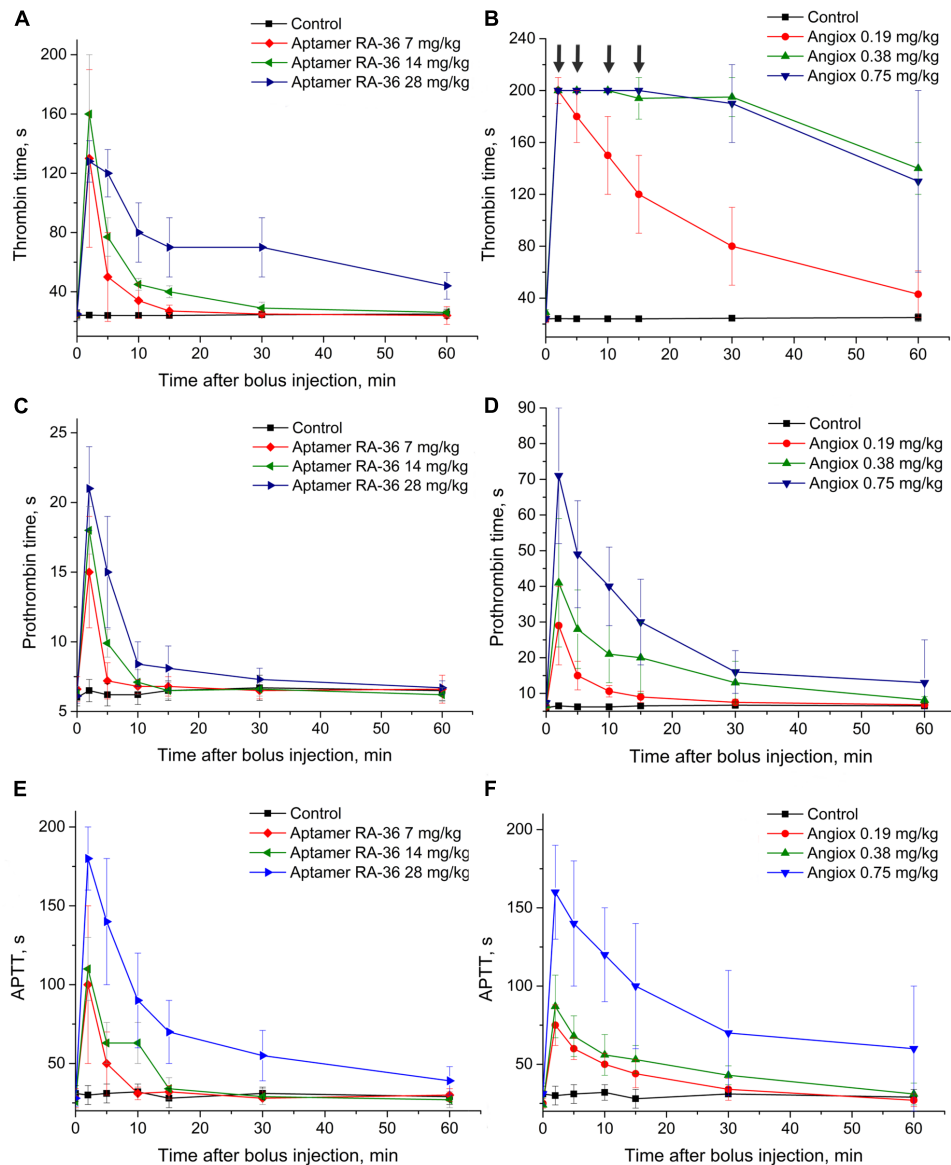 A
Control
Aptamer RA-36 7 mg/kg
Aptamer RA-36 14 mg/kg
Aptamer RA-36 28 mg/kg
200
160
120
80
40
Thrombin time, s
0 10 20 30 40 50 60
Time after bolus injection, min
B
Control
Angiox 0.19 mg/kg
Angiox 0.38 mg/kg
Angiox 0.75 mg/kg
240
200
160
120
80
40
Thrombin time, s
0 10 20 30 40 50 60
Time after bolus injection, min
C
Control
Aptamer RA-36 7 mg/kg
Aptamer RA-36 14 mg/kg
Aptamer RA-36 28 mg/kg
25
20
15
10
5
Prothrombin time, s
0 10 20 30 40 50 60
Time after bolus injection, min
D
Control
Angiox 0.19 mg/kg
Angiox 0.38 mg/kg
Angiox 0.75 mg/kg
90
80
70
60
50
40
30
20
10
Prothrombin time, s
0 10 20 30 40 50 60
Time after bolus injection, min
E
Control
Aptamer RA-36 7 mg/kg
Aptamer RA-36 14 mg/kg
Aptamer RA-36 28 mg/kg
200
150
100
50
APTT, s
0 10 20 30 40 50 60
Time after bolus injection, min
F
Control
Angiox 0.19 mg/kg
Angiox 0.38 mg/kg
Angiox 0.75 mg/kg
200
150
100
50
APTT, s
0 10 20 30 40 50 60
Time after bolus injection, min